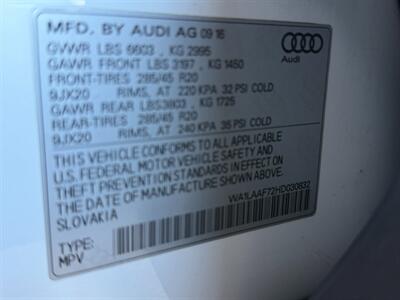 MFD. BY AUDI AG 09 16
GVWR LBS 6603 , KG 2995
GAWR FRONT LBS 3197 , KG 1450
FRONT-TIRES 285/45 R20
9JX20 RIMS, AT 220 KPA 32 PSI COLD
GAWR REAR LBS3803 , KG 1725
REAR-TIRES 285/45 R20
9JX20 RIMS, AT 240 KPA 35 PSI COLD
THIS VEHICLE CONFORMS TO ALL APPLICABLE
U.S. FEDERAL MOTOR VEHICLE SAFETY AND
THEFT PREVENTION STANDARDS IN EFFECT ON
THE DATE OF MANUFACTURE SHOWN ABOVE.
SLOVAKIA
TYPE:
MPV
Audi
WA1LAAF72HD030832